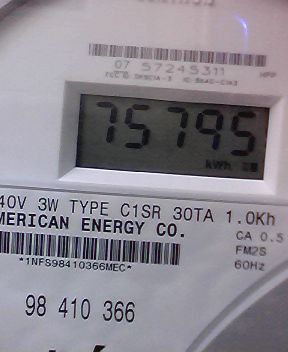 07 57245311
75795
kWh
40V 3W TYPE C1SR 30TA 1.0Kh
MERICAN ENERGY CO.
CA 0.5
FM2S
*1NFS98410366MEC*
60Hz
98 410 366